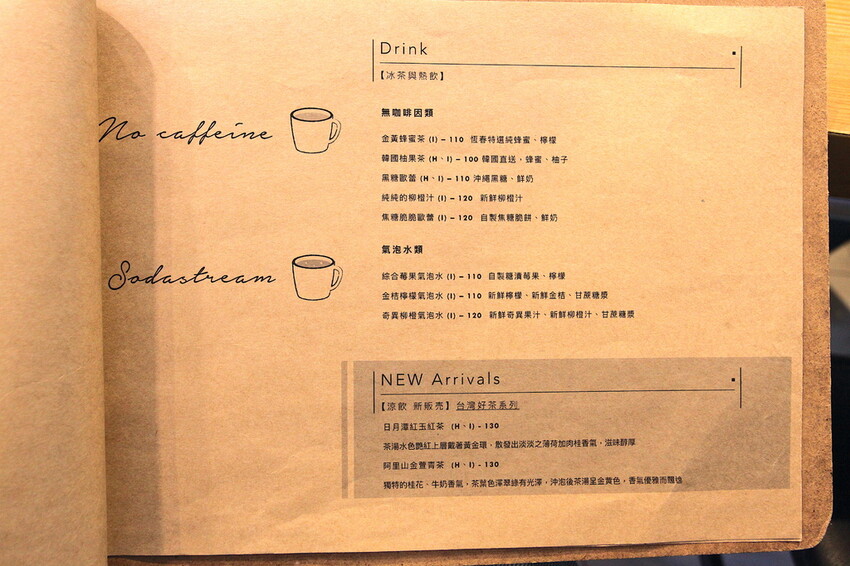 Drink
【冰茶與熱飲】
No caffeine
無咖啡因類
金黃蜂蜜茶 (I) – 110 恆春特選純蜂蜜、檸檬
韓國柚果茶 (H、I) – 100 韓國直送,蜂蜜、柚子
黑糖歐蕾 (H、I) – 110 沖繩黑糖、鮮奶
純純的柳橙汁 (I) – 120 新鮮柳橙汁
焦糖脆脆歐蕾 (I) – 120 自製焦糖脆餅、鮮奶
Sodastream
氣泡水類
綜合莓果氣泡水 (I) – 110 自製糖漬莓果、檸檬
金桔檸檬氣泡水 (I) – 110 新鮮檸檬、新鮮金桔、甘蔗糖漿
奇異柳橙氣泡水 (I) – 120 新鮮奇異果汁、新鮮柳橙汁、甘蔗糖漿
NEW Arrivals
【涼飲 新販売】台灣好茶系列
日月潭紅玉紅茶 (H、I) - 130
茶湯水色艷紅上層戴著黃金環,散發出淡淡之薄荷加肉桂香氣,滋味醇厚
阿里山金萱青茶 (H、I) - 130
獨特的桂花、牛奶香氣,茶葉色澤翠綠有光澤,沖泡後茶湯呈金黃色,香氣優雅而飄逸